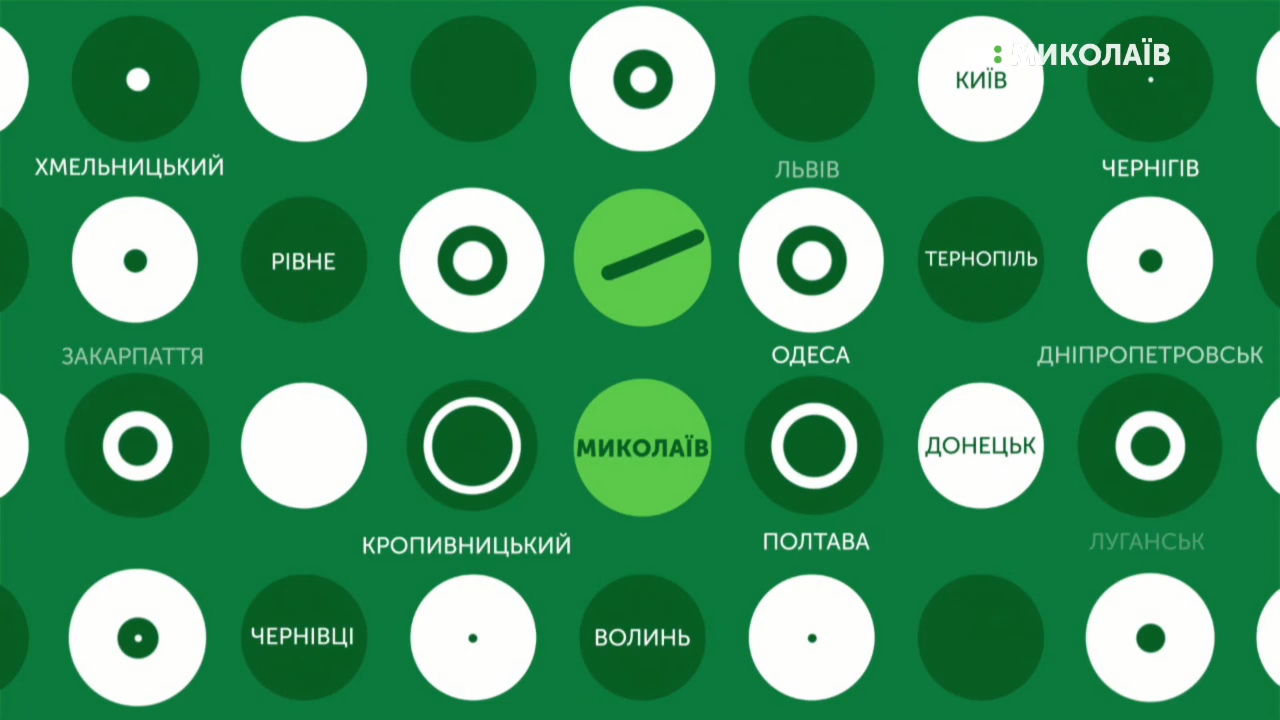 :МИКОЛАЇВ
КИЇВ
ХМЕЛЬНИЦЬКИЙ
ЛЬВІВ
ЧЕРНІГІВ
РІВНЕ
ТЕРНОПІЛЬ
ЗАКАРПАТТЯ
ОДЕСА
ДНІПРОПЕТРОВСЬК
МИКОЛАЇВ
ДОНЕЦЬК
КРОПИВНИЦЬКИЙ
ПОЛТАВА
ЛУГАНСЬК
ЧЕРНІВЦІ
ВОЛИНЬ